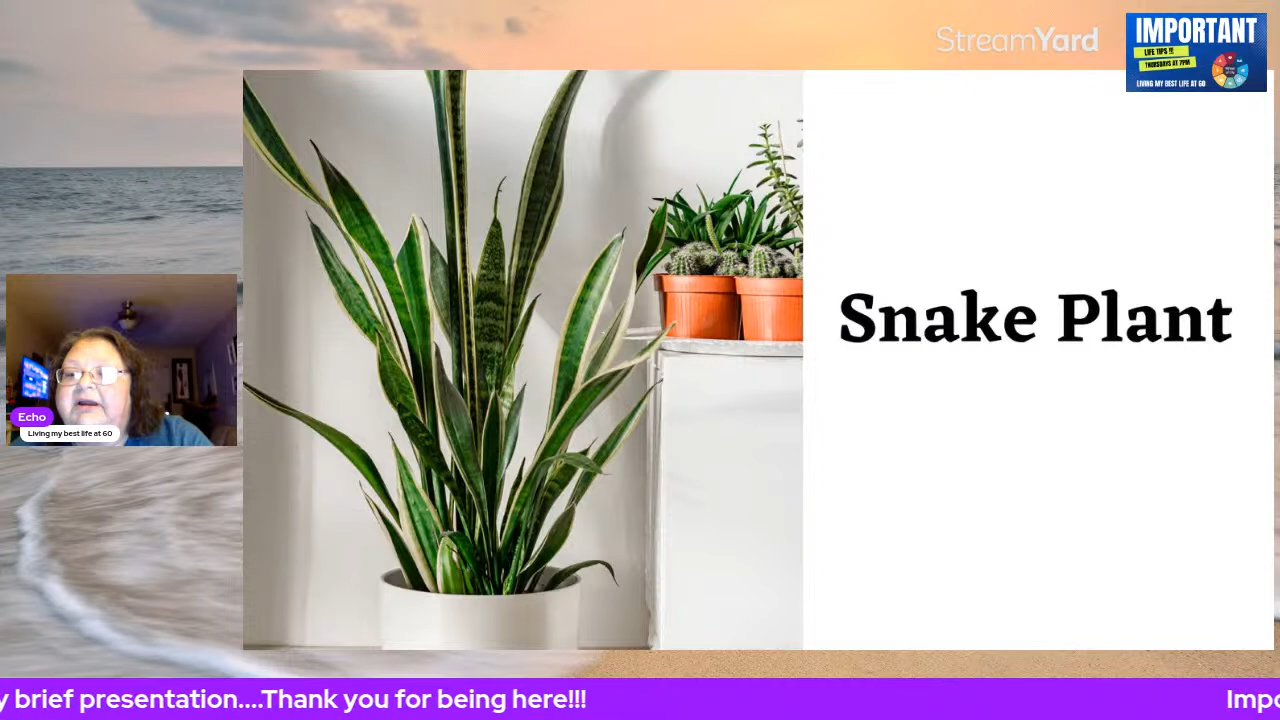 StreamYard
IMPORTANT
LIFE TIPS !!!
THURSDAYS AT 7PM
LIVING MY BEST LIFE AT 60
Snake Plant
Echo
Living my best life at 60
y brief presentation....Thank you for being here!!!
Impo